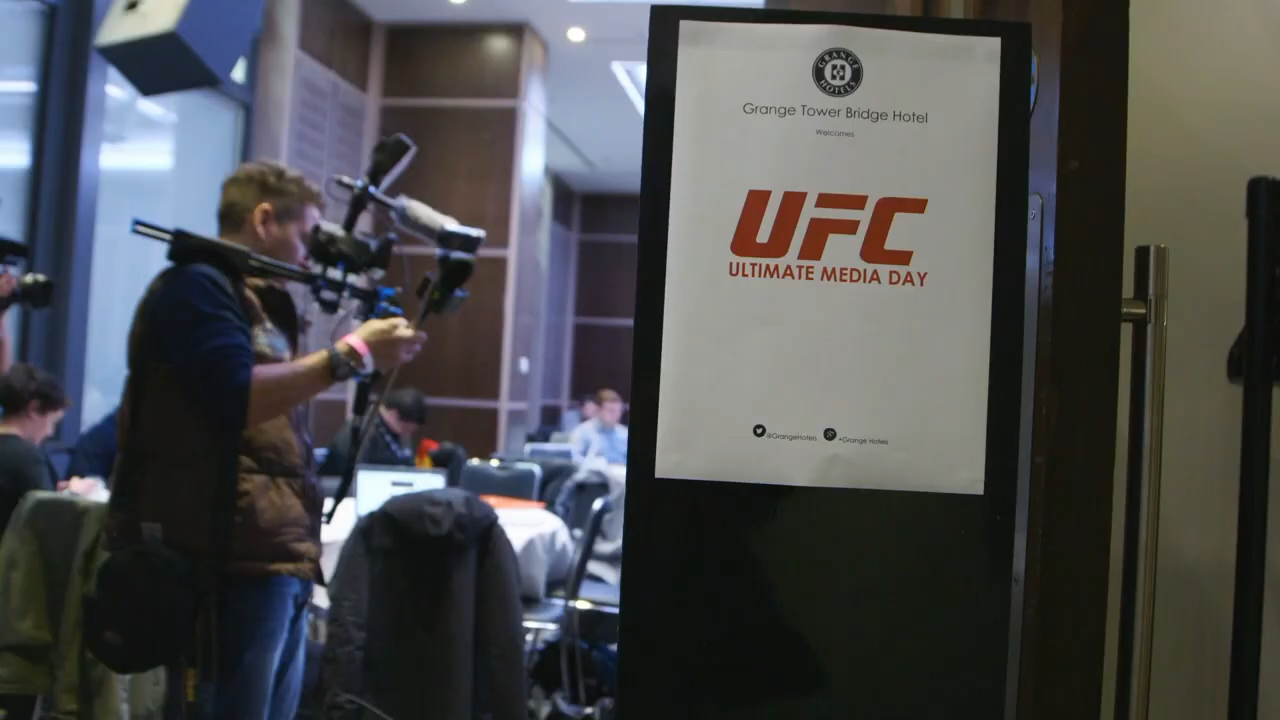 GRANGE HOTELS
Grange Tower Bridge Hotel
Welcomes
UFC
ULTIMATE MEDIA DAY
@GrangeHotels
+Grange Hotels